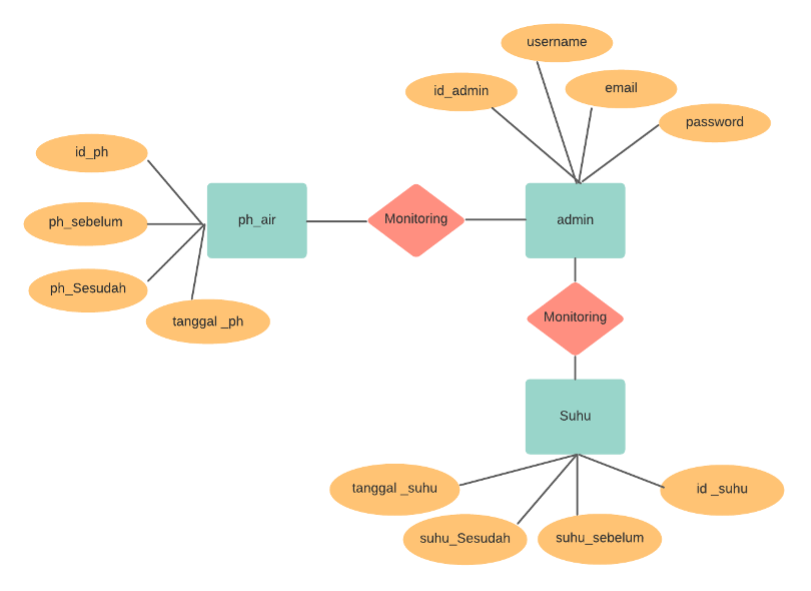 username
id_admin
email
password
id_ph
ph_sebelum
ph_air
Monitoring
admin
ph_Sesudah
tanggal _ph
Monitoring
Suhu
tanggal _suhu
id _suhu
suhu_Sesudah
suhu_sebelum